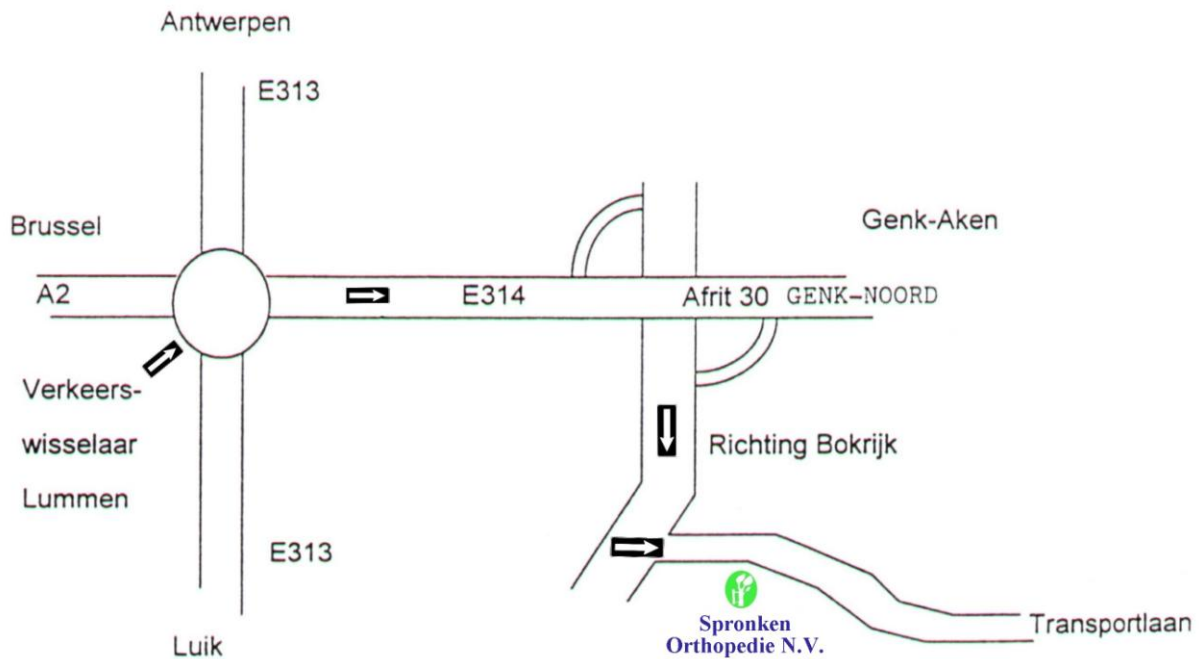 Antwerpen
E313
Brussel
Genk-Aken
A2
E314
Afrit 30 GENK-NOORD
Verkeers-
wisselaar
Lummen
Richting Bokrijk
E313
Spronken
Orthopedie N.V.
Transportlaan
Luik